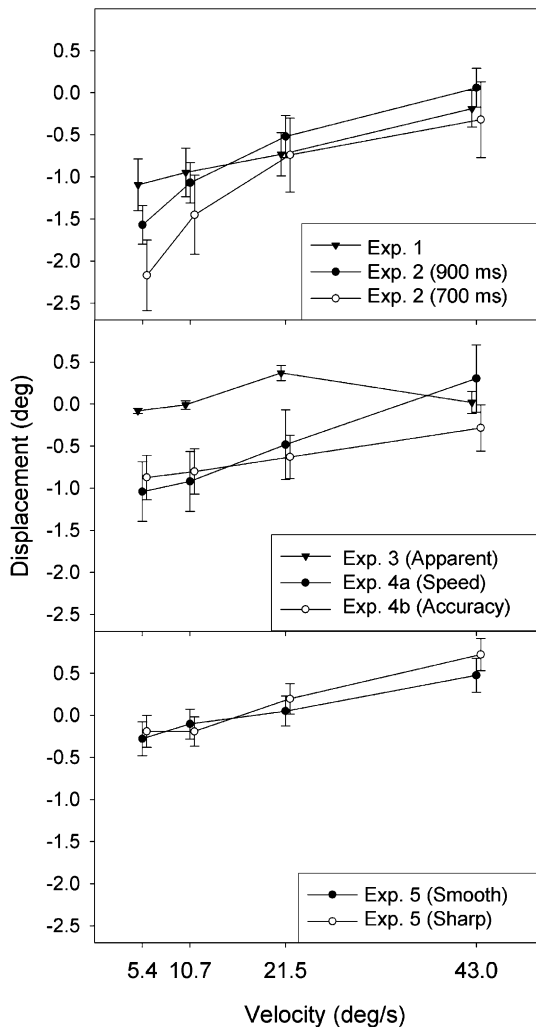 0.5
0.0
-0.5
-1.0
-1.5
-2.0
-2.5
Exp. 1
Exp. 2 (900 ms)
Exp. 2 (700 ms)
Displacement (deg)
0.5
0.0
-0.5
-1.0
-1.5
-2.0
-2.5
Exp. 3 (Apparent)
Exp. 4a (Speed)
Exp. 4b (Accuracy)
0.5
0.0
-0.5
-1.0
-1.5
-2.0
-2.5
Exp. 5 (Smooth)
Exp. 5 (Sharp)
5.4 10.7 21.5 43.0
Velocity (deg/s)